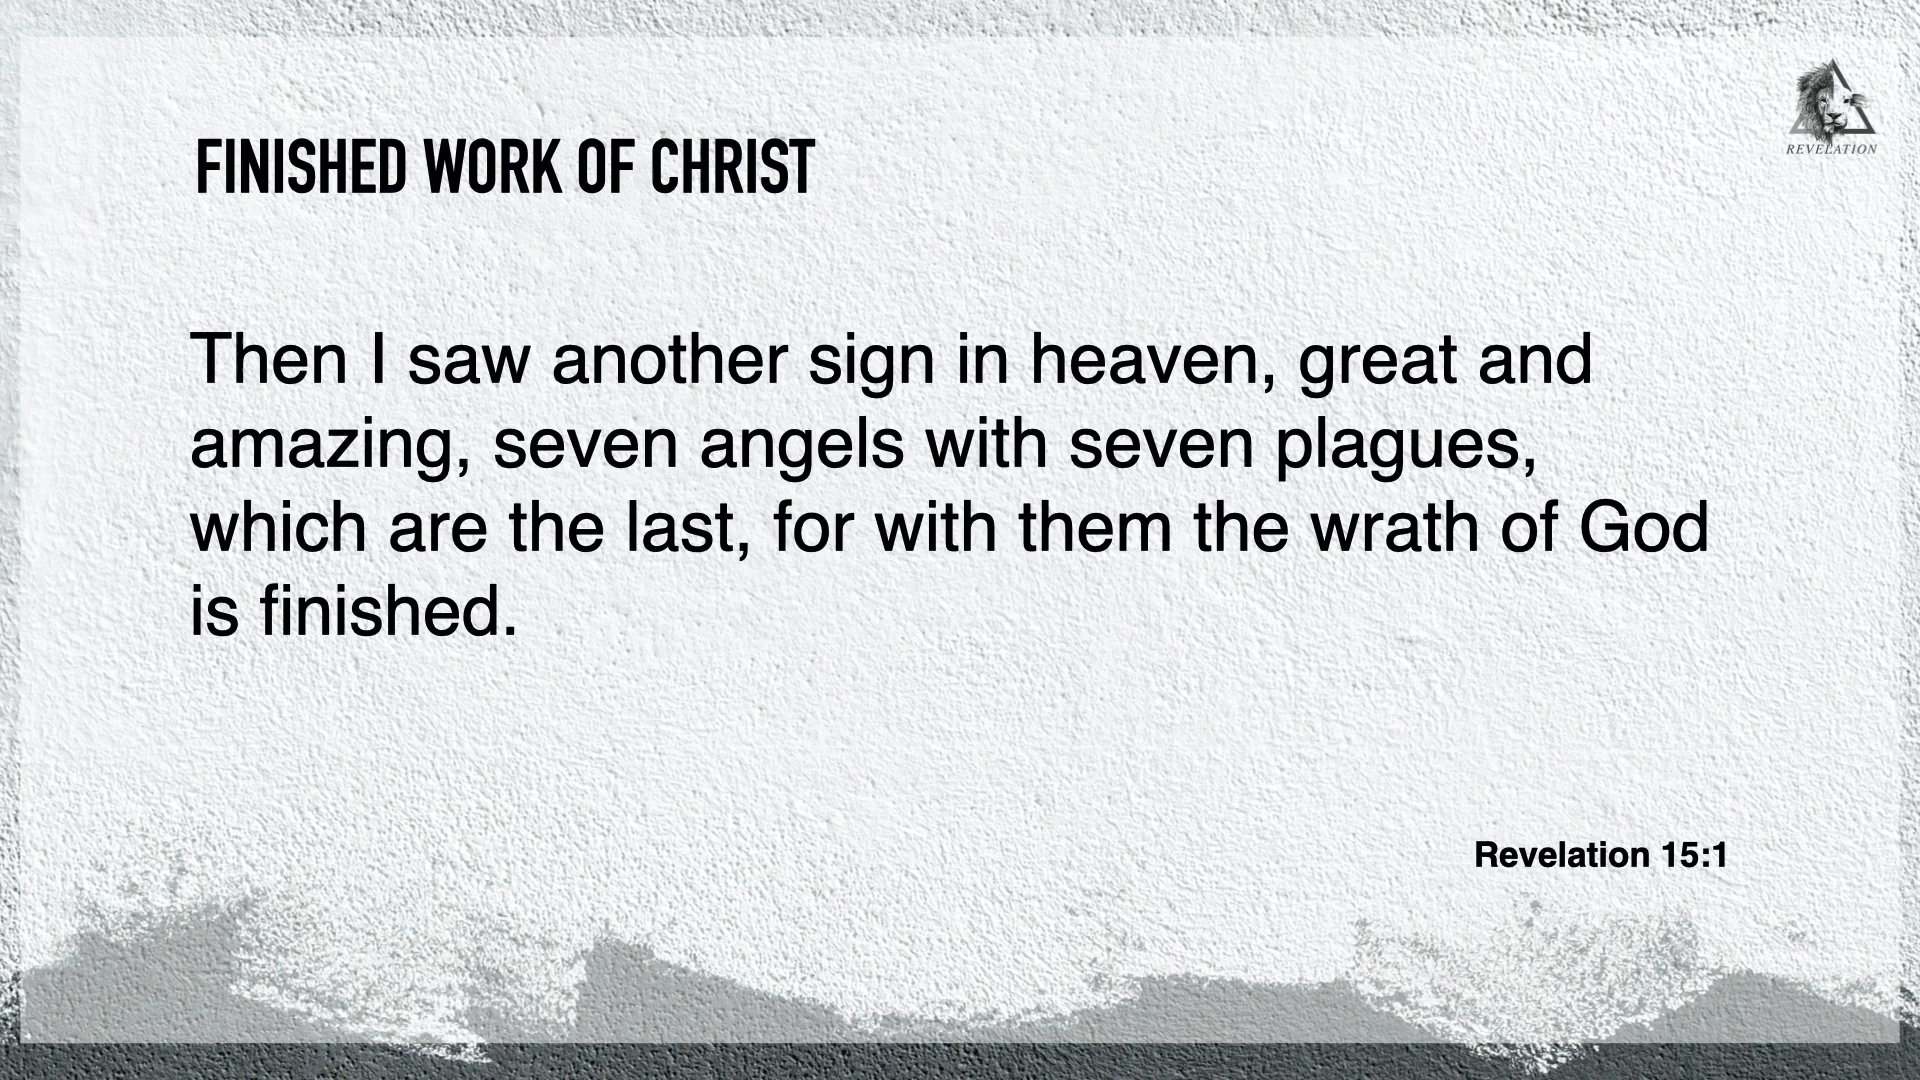 REVELATION
FINISHED WORK OF CHRIST
Then I saw another sign in heaven, great and
amazing, seven angels with seven plagues,
which are the last, for with them the wrath of God
is finished.
Revelation 15:1